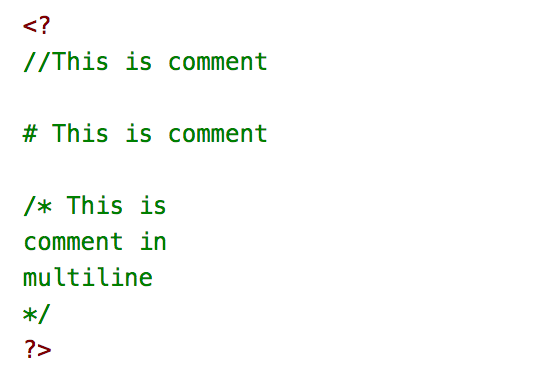 <?
//This is comment
# This is comment
/* This is
comment in
multiline
*/
?>